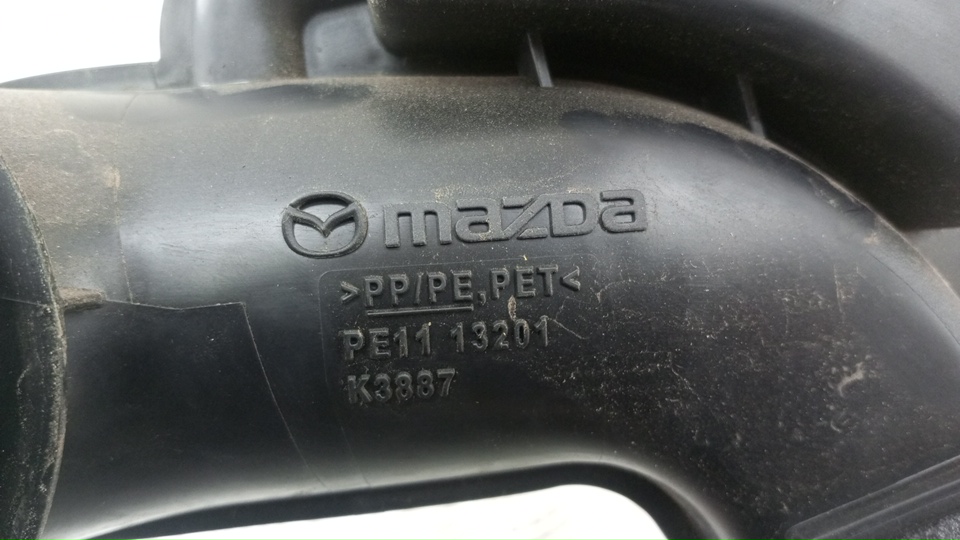 mazda
>PP/PE,PET<
PE11 13201
K3887